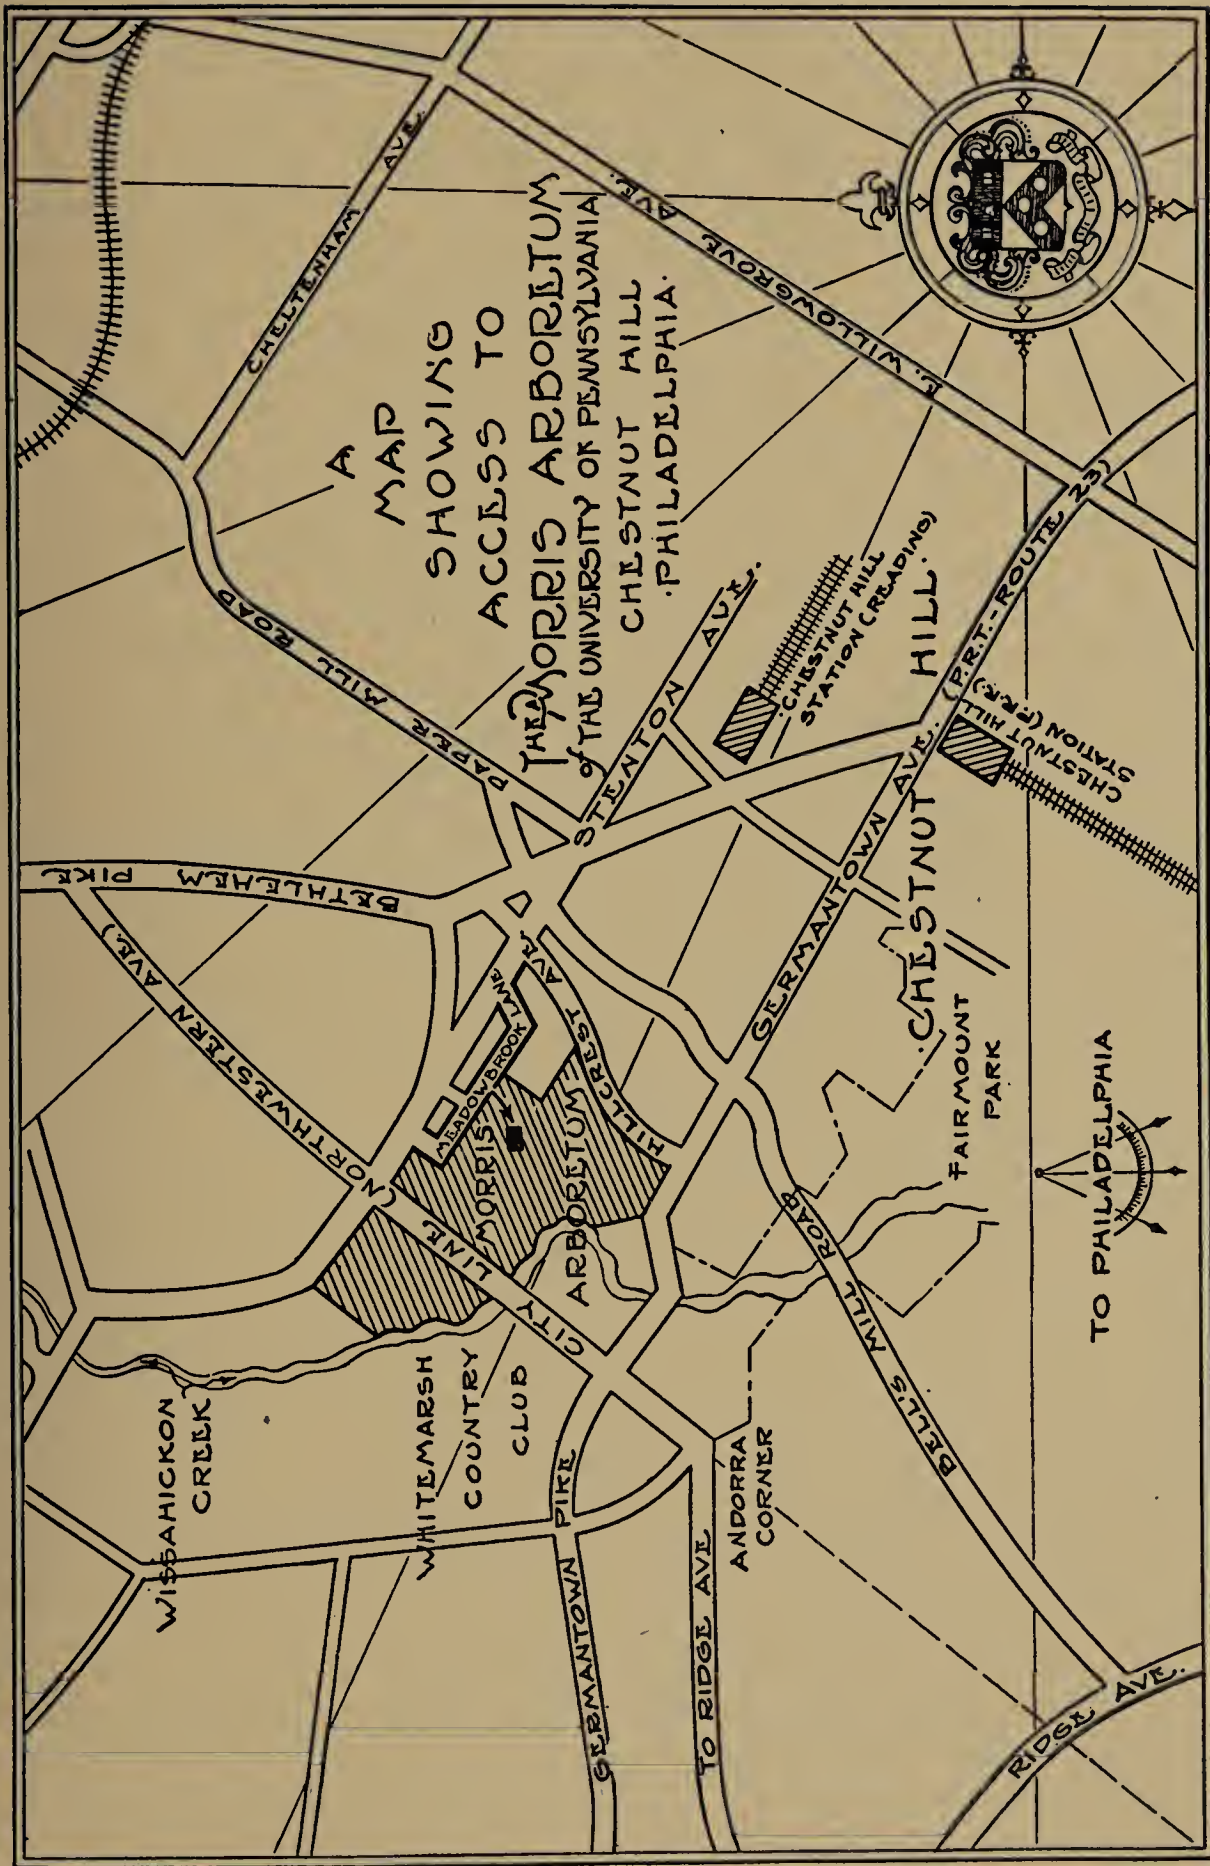 A
MAP
SHOWING
ACCESS TO
THE MORRIS ARBORETUM
of THE UNIVERSITY OF PENNSYLVANIA
CHESTNUT HILL
.PHILADELPHIA.
CHELTENHAM AVE.
E. WILLOWGROVE AVE.
PAPER MILL ROAD
STENTON AVE.
.CHESTNUT HILL
STATION (READING)
BETHLEHEM PIKE
(NORTHWESTERN AVE.)
CITY LINE
MEADOWBROOK LANE
HILLCREST AVE.
MORRIS
ARBORETUM
GERMANTOWN AVE. (P.R.T.-ROUTE 23)
.CHESTNUT HILL.
CHESTNUT HILL
STATION (P.R.R.)
FAIRMOUNT
PARK
TO PHILADELPHIA
WISSAHICKON
CREEK
WHITEMARSH
COUNTRY
CLUB
GERMANTOWN PIKE
ANDORRA
CORNER
TO RIDGE AVE
BELL'S MILL ROAD
RIDGE AVE.